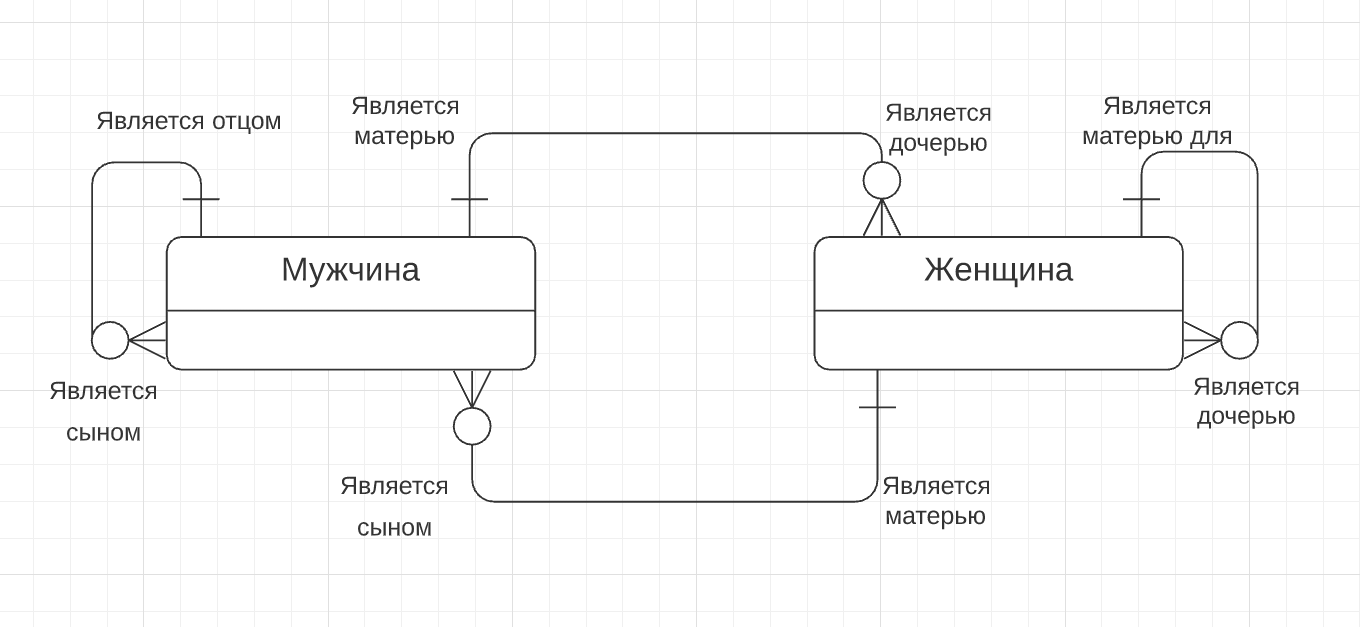 Является отцом
Является
матерью
Является
дочерью
Является
матерью для
Мужчина
Женщина
Является
сыном
Является
дочерью
Является
сыном
Является
матерью